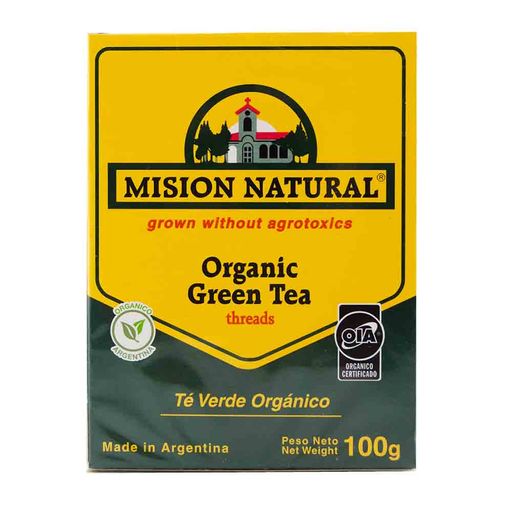 MISION NATURAL®
grown without agrotoxics
Organic
Green Tea
threads
ORGANICO
ARGENTINA
OIA
ORGANICO
CERTIFICADO
Té Verde Orgánico
Made in Argentina
Peso Neto
Net Weight
100g